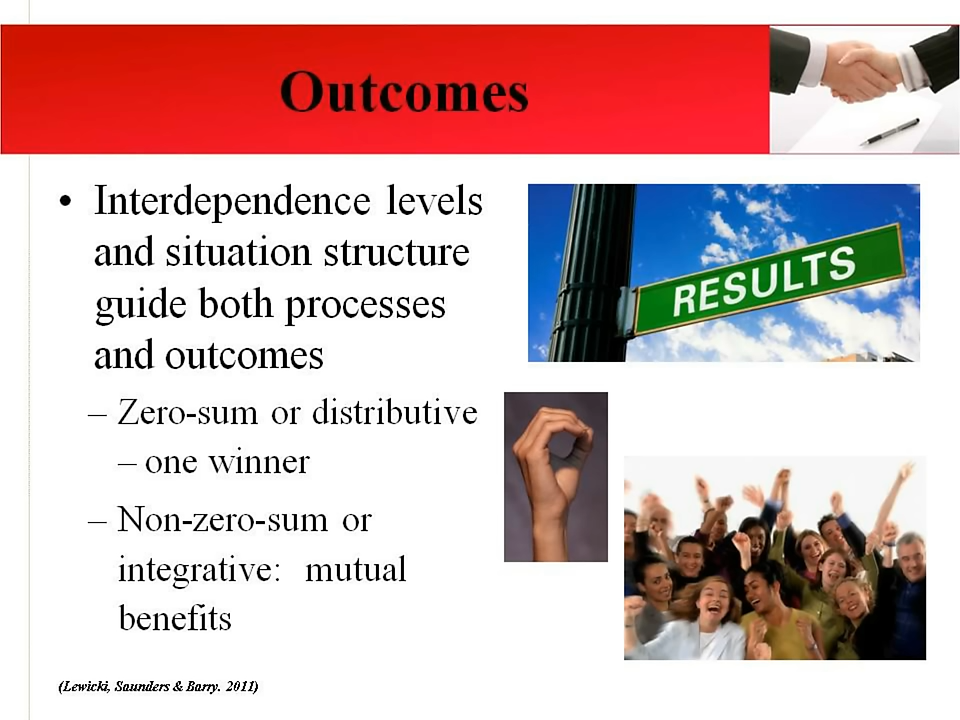 Outcomes
• Interdependence levels
and situation structure
guide both processes
and outcomes
– Zero-sum or distributive
– one winner
– Non-zero-sum or
integrative:  mutual
benefits
RESULTS
(Lewicki, Saunders & Barry. 2011)